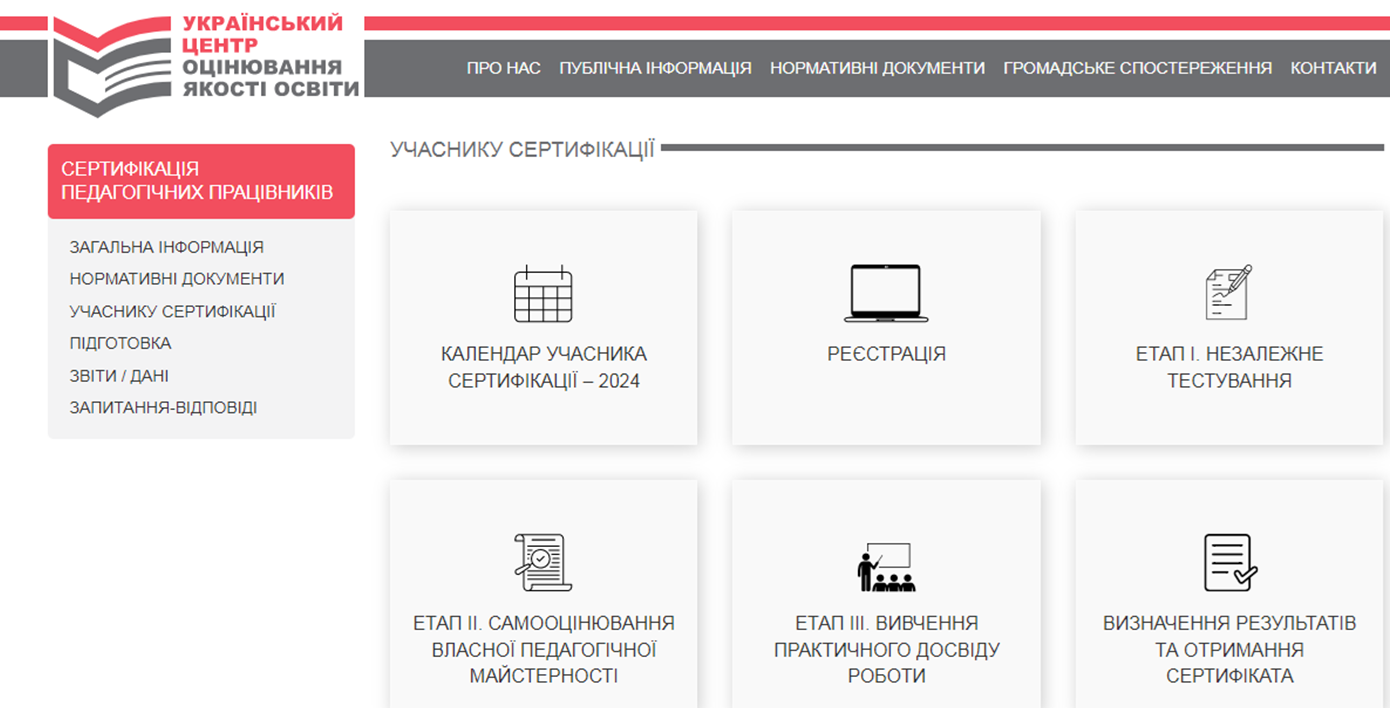 УКРАЇНСЬКИЙ
ЦЕНТР
ОЦІНЮВАННЯ
ЯКОСТІ ОСВІТИ
ПРО НАС ПУБЛІЧНА ІНФОРМАЦІЯ НОРМАТИВНІ ДОКУМЕНТИ ГРОМАДСЬКЕ СПОСТЕРЕЖЕННЯ КОНТАКТИ
СЕРТИФІКАЦІЯ
ПЕДАГОГІЧНИХ ПРАЦІВНИКІВ
ЗАГАЛЬНА ІНФОРМАЦІЯ
НОРМАТИВНІ ДОКУМЕНТИ
УЧАСНИКУ СЕРТИФІКАЦІЇ
ПІДГОТОВКА
ЗВІТИ / ДАНІ
ЗАПИТАННЯ-ВІДПОВІДІ
УЧАСНИКУ СЕРТИФІКАЦІЇ
КАЛЕНДАР УЧАСНИКА
СЕРТИФІКАЦІЇ – 2024
РЕЄСТРАЦІЯ
ЕТАП І. НЕЗАЛЕЖНЕ
ТЕСТУВАННЯ
ЕТАП ІІ. САМООЦІНЮВАННЯ
ВЛАСНОЇ ПЕДАГОГІЧНОЇ
МАЙСТЕРНОСТІ
ЕТАП ІІІ. ВИВЧЕННЯ
ПРАКТИЧНОГО ДОСВІДУ
РОБОТИ
ВИЗНАЧЕННЯ РЕЗУЛЬТАТІВ
ТА ОТРИМАННЯ
СЕРТИФІКАТА